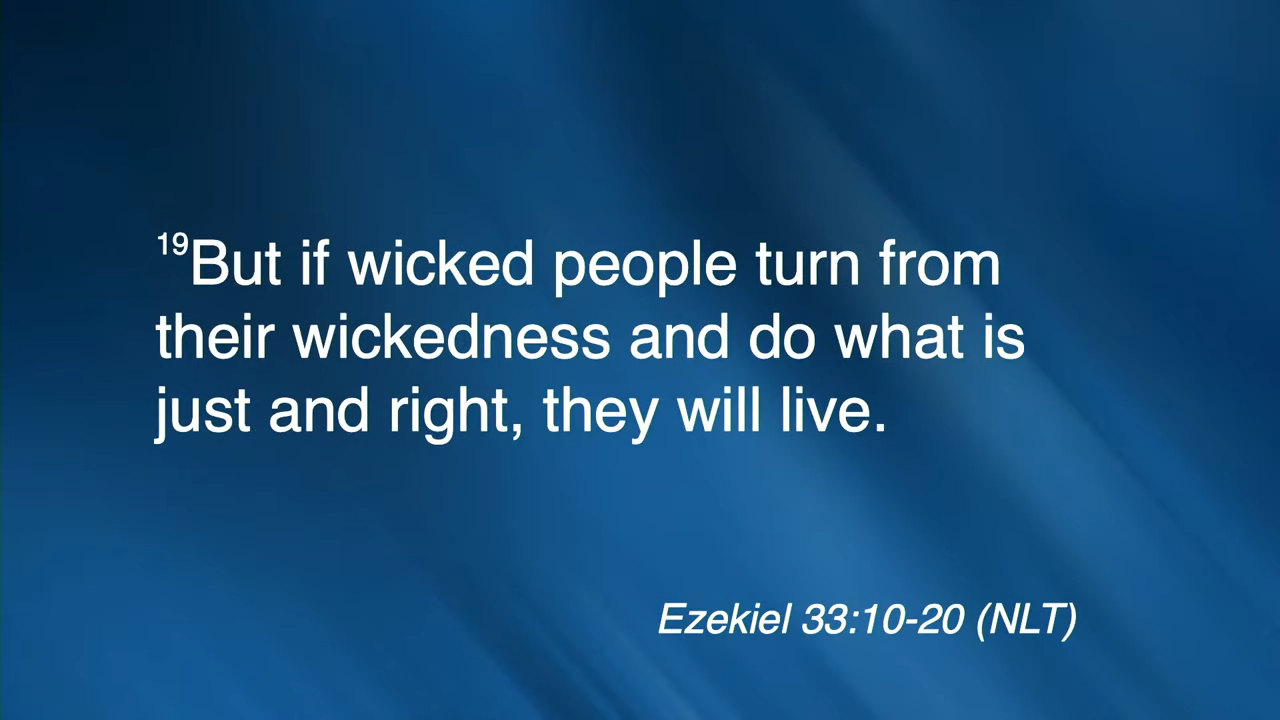 19But if wicked people turn from
their wickedness and do what is
just and right, they will live.
Ezekiel 33:10-20 (NLT)